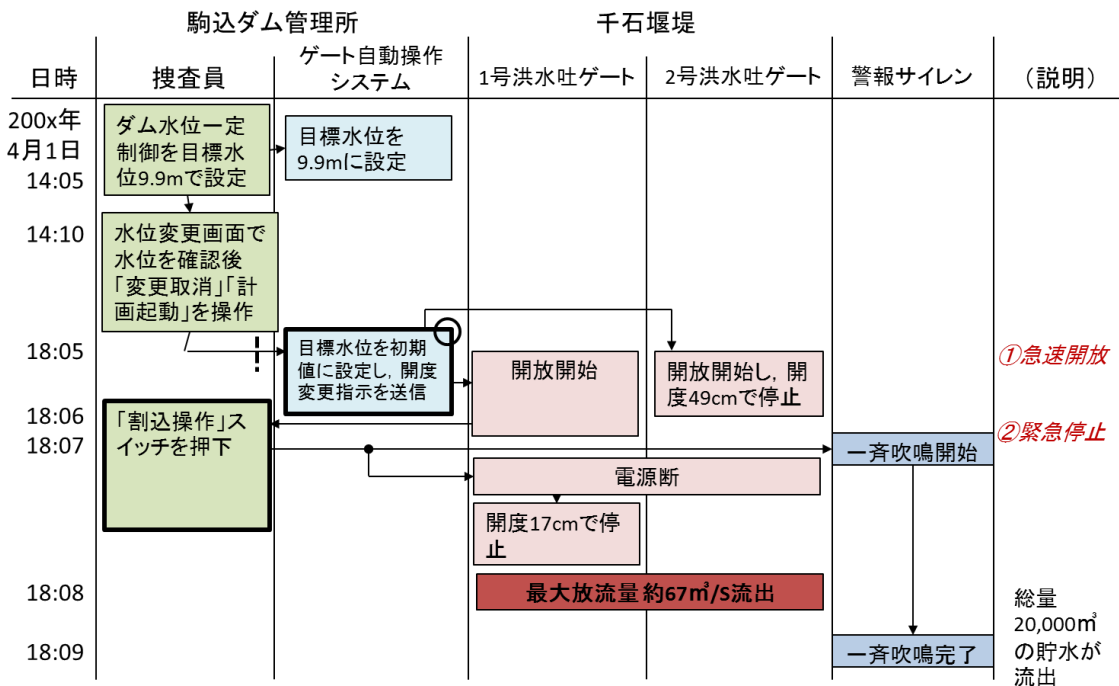 駒込ダム管理所
千石堰堤
日時
捜査員
ゲート自動操作
システム
1号洪水吐ゲート
2号洪水吐ゲート
警報サイレン
（説明）
200x年
4月1日
14:05
ダム水位一定
制御を目標水
位9.9mで設定
目標水位を
9.9mに設定
14:10
水位変更画面で
水位を確認後
「変更取消」「計
画起動」を操作
18:05
目標水位を初期
値に設定し，開度
変更指示を送信
開放開始
開放開始し，開
度49cmで停止
①急速開放
18:06
「割込操作」ス
イッチを押下
18:07
一斉吹鳴開始
②緊急停止
電源断
開度17cmで停
止
18:08
最大放流量 約67㎥/S流出
総量
20,000㎥
の貯水が
流出
18:09
一斉吹鳴完了